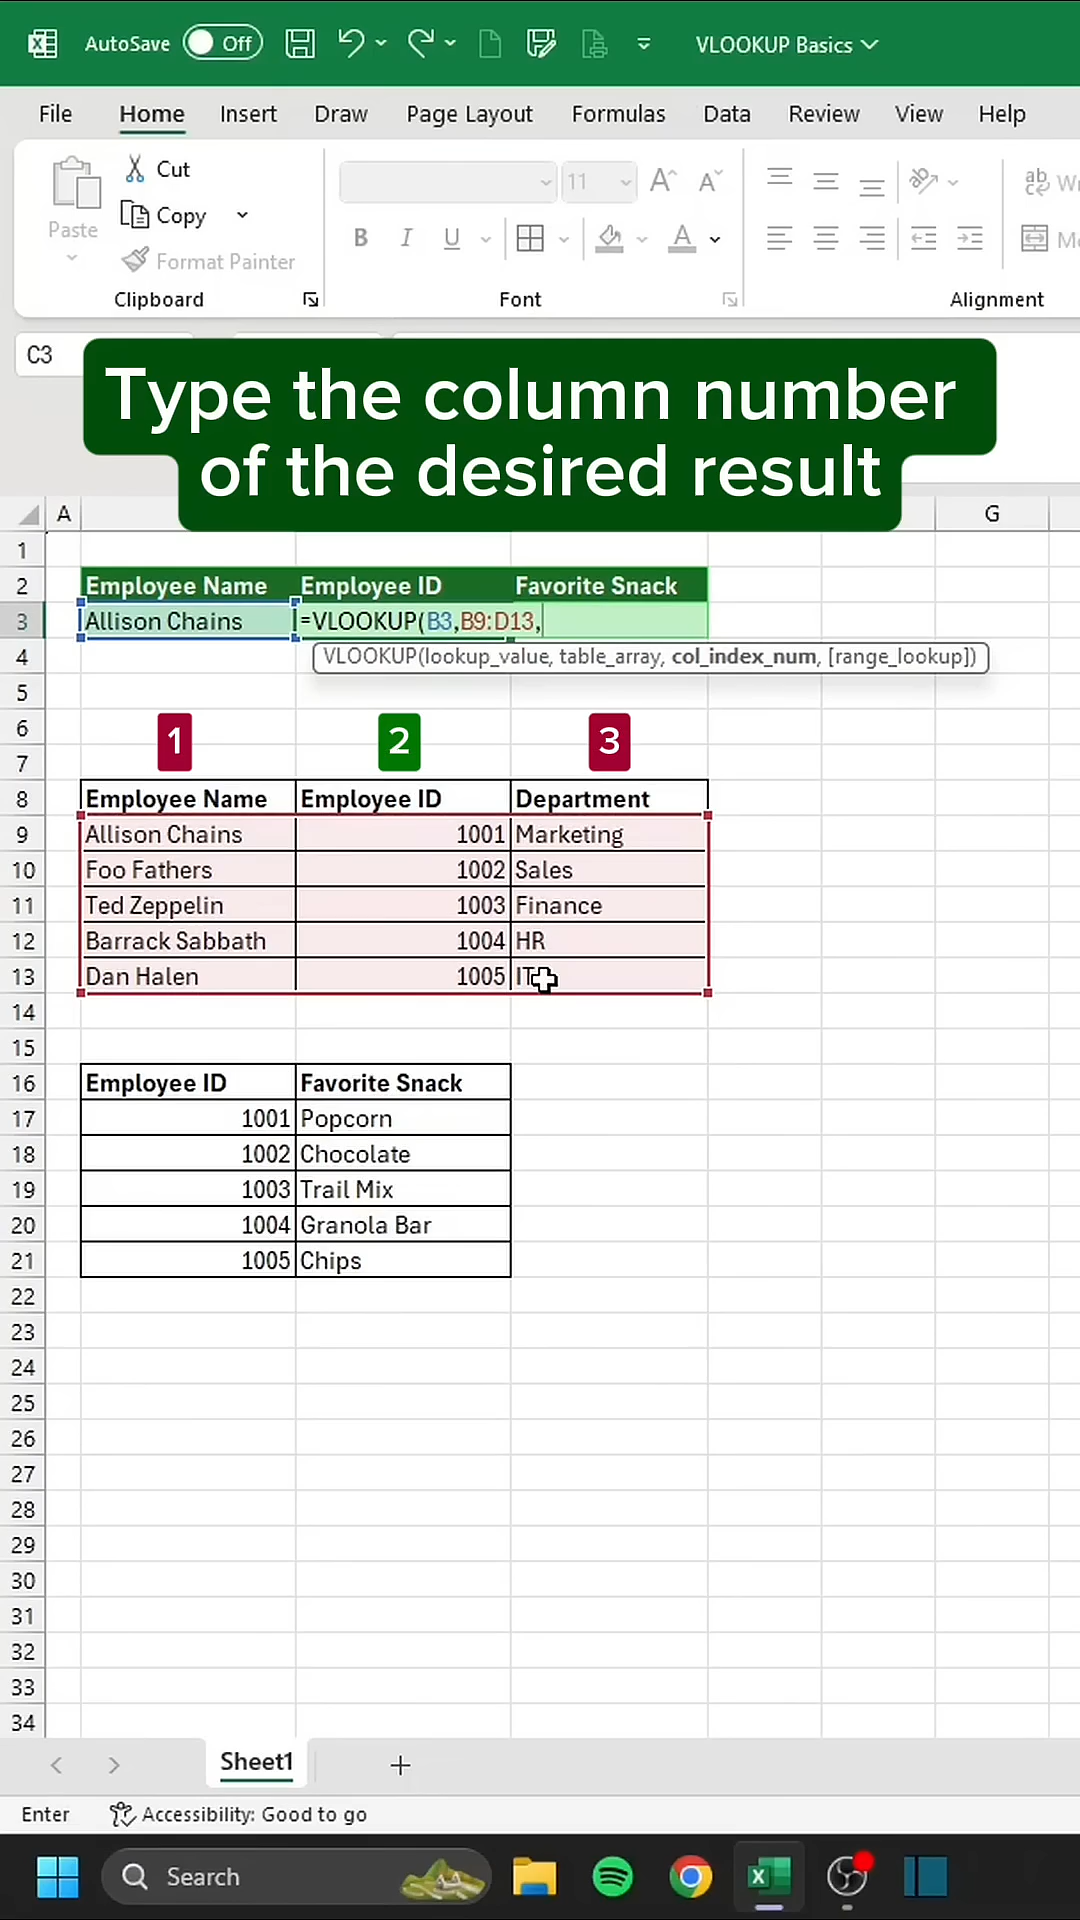 AutoSave Off VLOOKUP Basics
File Home Insert Draw Page Layout Formulas Data Review View Help
Cut
11
Copy
Paste
B I U A
Format Painter
Clipboard Font Alignment
C3
Type the column number
of the desired result
A G
1
2 Employee Name Employee ID Favorite Snack
3 Allison Chains =VLOOKUP(B3,B9:D13,
4 VLOOKUP(lookup_value, table_array, col_index_num, [range_lookup])
5
6
1 2 3
7
8 Employee Name Employee ID Department
9 Allison Chains 1001 Marketing
10 Foo Fathers 1002 Sales
11 Ted Zeppelin 1003 Finance
12 Barrack Sabbath 1004 HR
13 Dan Halen 1005 IT
14
15
16 Employee ID Favorite Snack
17 1001 Popcorn
18 1002 Chocolate
19 1003 Trail Mix
20 1004 Granola Bar
21 1005 Chips
22
23
24
25
26
27
28
29
30
31
32
33
34
Sheet1
Enter Accessibility: Good to go
Search